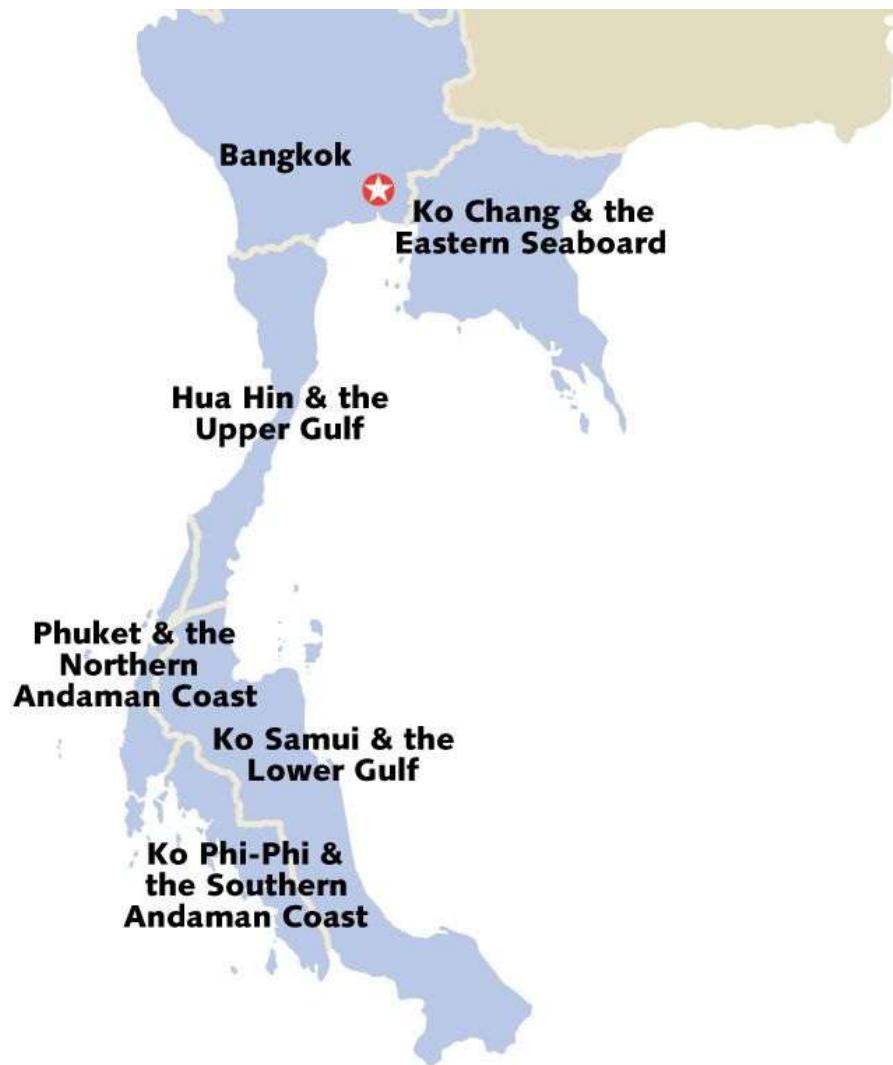 Bangkok
Ko Chang & the
Eastern Seaboard
Hua Hin & the
Upper Gulf
Phuket & the
Northern
Andaman Coast
Ko Samui & the
Lower Gulf
Ko Phi-Phi &
the Southern
Andaman Coast